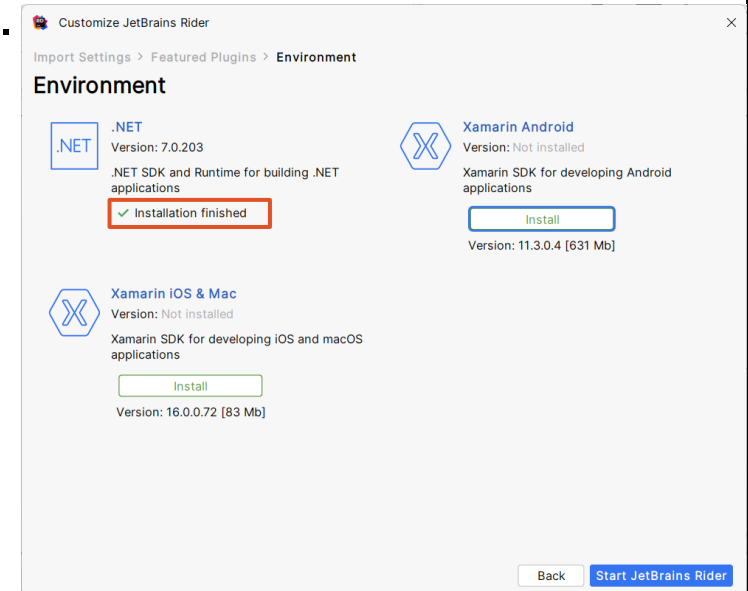 Customize JetBrains Rider
Import Settings > Featured Plugins > Environment
Environment
.NET
.NET
Version: 7.0.203
.NET SDK and Runtime for building .NET
applications
Installation finished
Xamarin Android
Version: Not installed
Xamarin SDK for developing Android
applications
Install
Version: 11.3.0.4 [631 Mb]
Xamarin iOS & Mac
Version: Not installed
Xamarin SDK for developing iOS and macOS
applications
Install
Version: 16.0.0.72 [83 Mb]
Back
Start JetBrains Rider